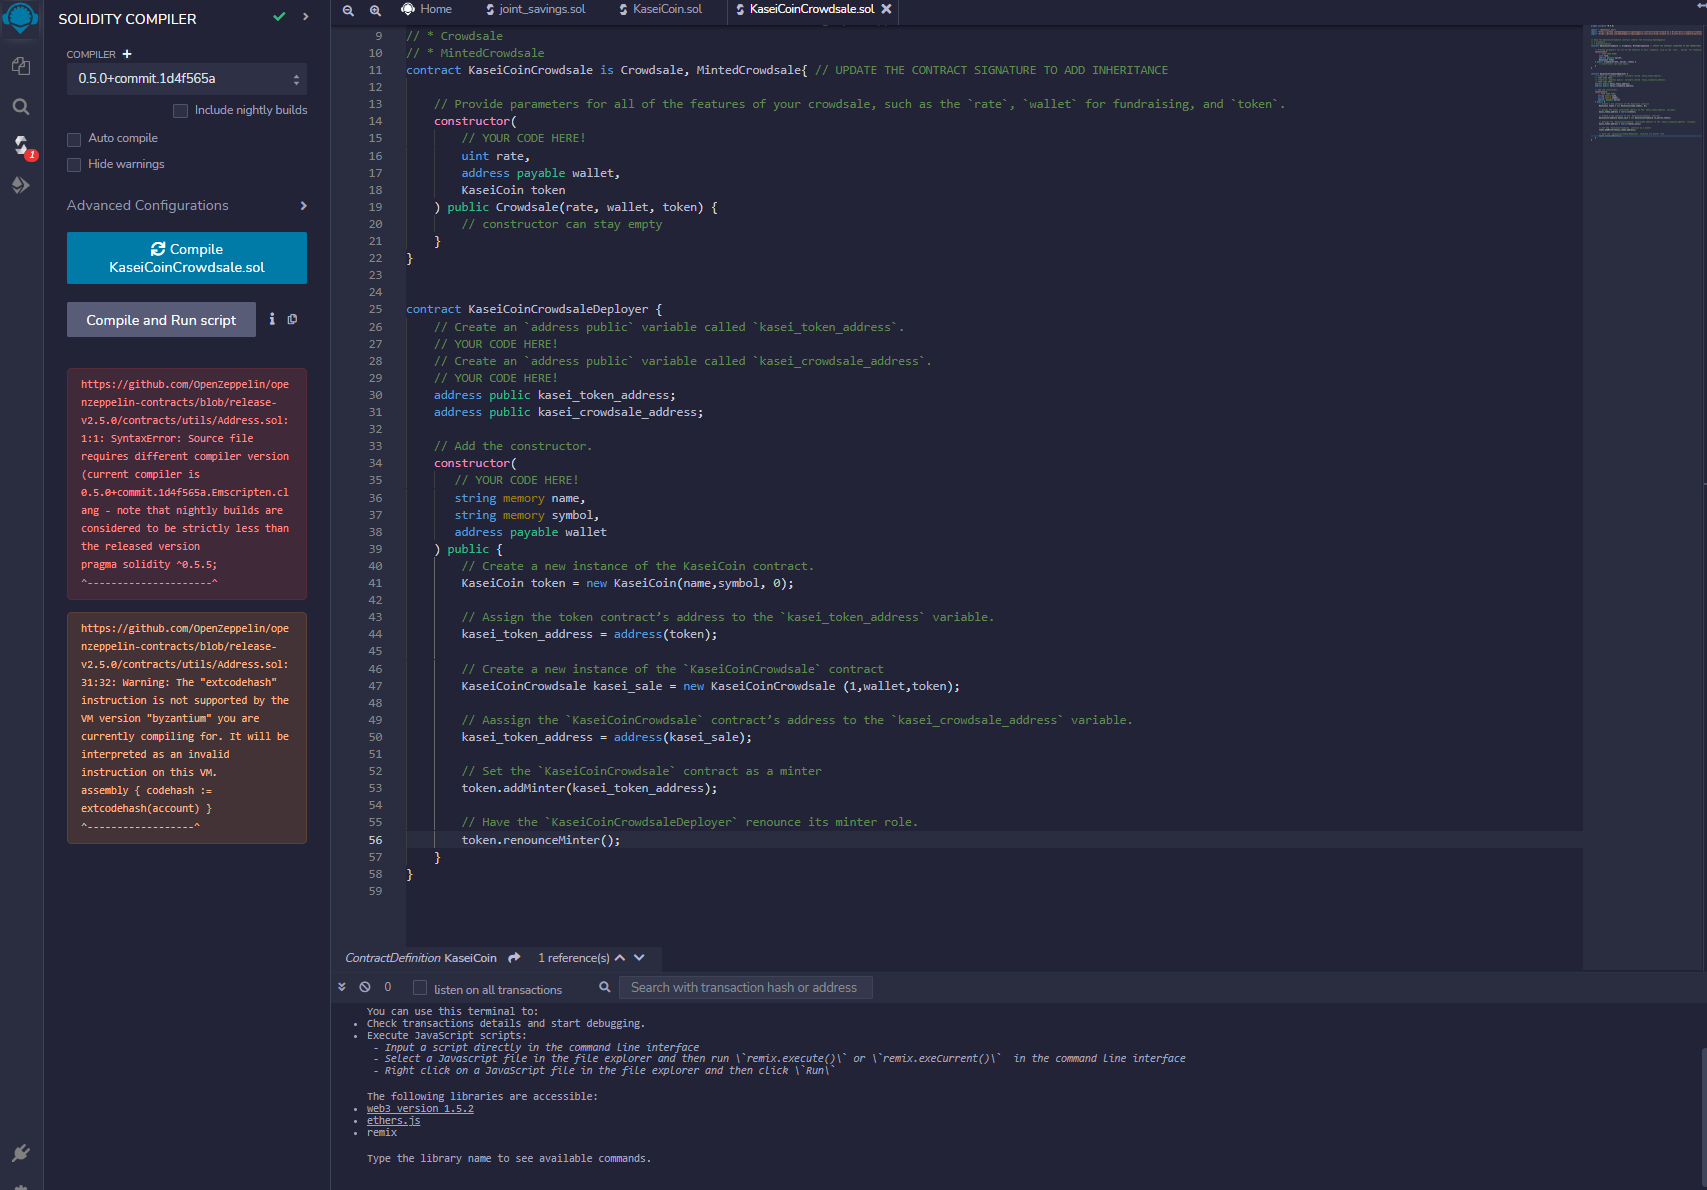 SOLIDITY COMPILER
COMPILER +
0.5.0+commit.1d4f565a
Include nightly builds
Auto compile
Hide warnings
1
Advanced Configurations
Compile
KaseiCoinCrowdsale.sol
Compile and Run script
https://github.com/OpenZeppelin/ope
nzeppelin-contracts/blob/release-
v2.5.0/contracts/utils/Address.sol:
1:1: SyntaxError: Source file
requires different compiler version
(current compiler is
0.5.0+commit.1d4f565a.Emscripten.cl
ang - note that nightly builds are
considered to be strictly less than
the released version
pragma solidity ^0.5.5;
^---------------------^
https://github.com/OpenZeppelin/ope
nzeppelin-contracts/blob/release-
v2.5.0/contracts/utils/Address.sol:
31:32: Warning: The "extcodehash"
instruction is not supported by the
VM version "byzantium" you are
currently compiling for. It will be
interpreted as an invalid
instruction on this VM.
assembly { codehash :=
extcodehash(account) }
^------------------^
Home joint_savings.sol KaseiCoin.sol KaseiCoinCrowdsale.sol
9 // * Crowdsale
10 // * MintedCrowdsale
11 contract KaseiCoinCrowdsale is Crowdsale, MintedCrowdsale{ // UPDATE THE CONTRACT SIGNATURE TO ADD INHERITANCE
12
13 // Provide parameters for all of the features of your crowdsale, such as the `rate`, `wallet` for fundraising, and `token`.
14 constructor(
15 // YOUR CODE HERE!
16 uint rate,
17 address payable wallet,
18 KaseiCoin token
19 ) public Crowdsale(rate, wallet, token) {
20 // constructor can stay empty
21 }
22 }
23
24
25 contract KaseiCoinCrowdsaleDeployer {
26 // Create an `address public` variable called `kasei_token_address`.
27 // YOUR CODE HERE!
28 // Create an `address public` variable called `kasei_crowdsale_address`.
29 // YOUR CODE HERE!
30 address public kasei_token_address;
31 address public kasei_crowdsale_address;
32
33 // Add the constructor.
34 constructor(
35 // YOUR CODE HERE!
36 string memory name,
37 string memory symbol,
38 address payable wallet
39 ) public {
40 // Create a new instance of the KaseiCoin contract.
41 KaseiCoin token = new KaseiCoin(name,symbol, 0);
42
43 // Assign the token contract’s address to the `kasei_token_address` variable.
44 kasei_token_address = address(token);
45
46 // Create a new instance of the `KaseiCoinCrowdsale` contract
47 KaseiCoinCrowdsale kasei_sale = new KaseiCoinCrowdsale (1,wallet,token);
48
49 // Aassign the `KaseiCoinCrowdsale` contract’s address to the `kasei_crowdsale_address` variable.
50 kasei_token_address = address(kasei_sale);
51
52 // Set the `KaseiCoinCrowdsale` contract as a minter
53 token.addMinter(kasei_token_address);
54
55 // Have the `KaseiCoinCrowdsaleDeployer` renounce its minter role.
56 token.renounceMinter();
57 }
58 }
59
ContractDefinition KaseiCoin 1 reference(s)
0 listen on all transactions Search with transaction hash or address
You can use this terminal to:
• Check transactions details and start debugging.
• Execute JavaScript scripts:
- Input a script directly in the command line interface
- Select a Javascript file in the file explorer and then run \`remix.execute()\` or \`remix.exeCurrent()\` in the command line interface
- Right click on a JavaScript file in the file explorer and then click \`Run\`
The following libraries are accessible:
• web3 version 1.5.2
• ethers.js
• remix
Type the library name to see available commands.